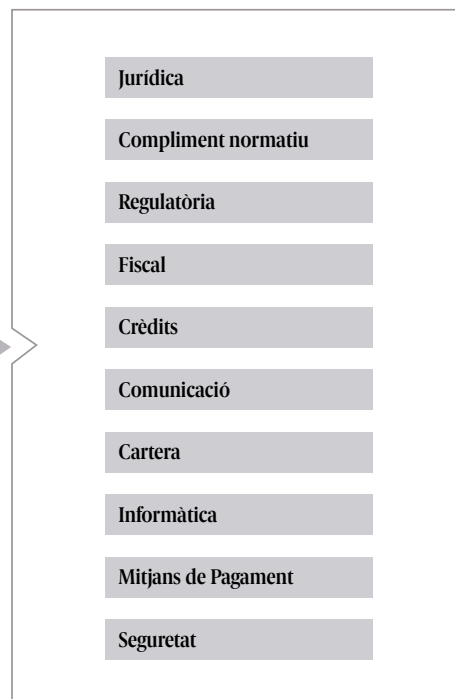 Jurídica
Compliment normatiu
Regulatòria
Fiscal
Crèdits
Comunicació
Cartera
Informàtica
Mitjans de Pagament
Seguretat